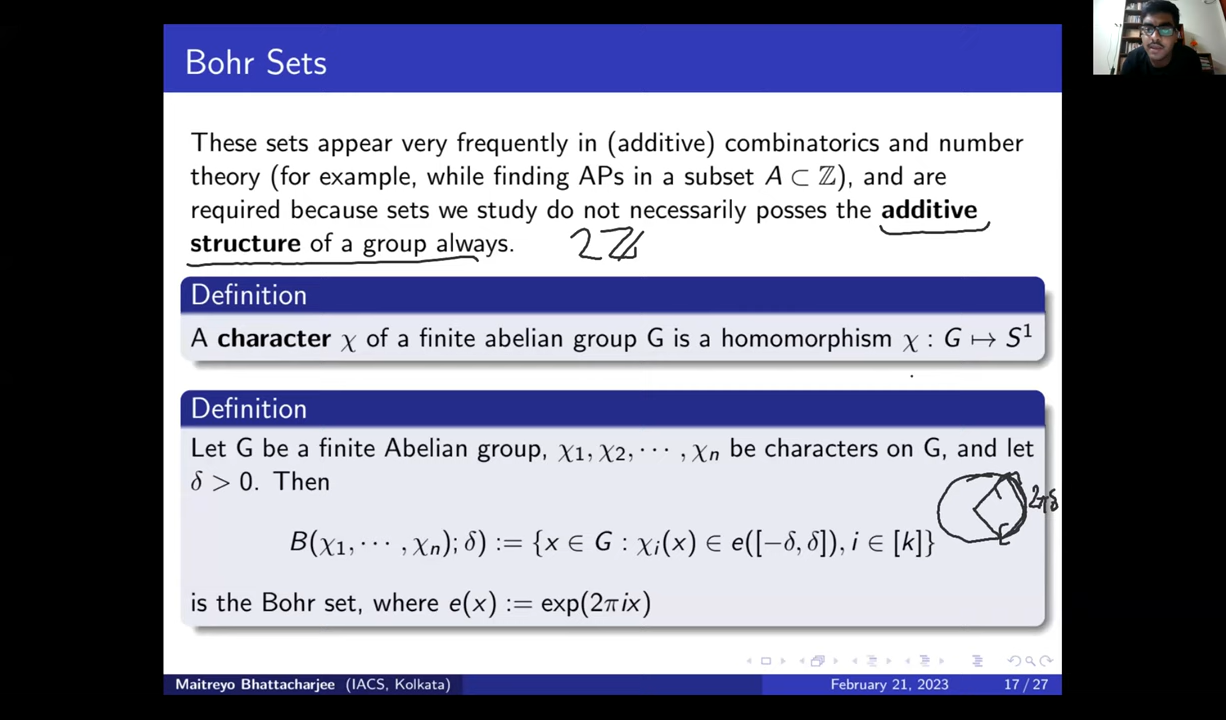 Bohr Sets
These sets appear very frequently in (additive) combinatorics and number
theory (for example, while finding APs in a subset A ⊂ ℤ), and are
required because sets we study do not necessarily posses the additive
structure of a group always. 2ℤ
Definition
A character χ of a finite abelian group G is a homomorphism χ : G ↦ S¹
Definition
Let G be a finite Abelian group, χ₁, χ₂, ⋯ , χₙ be characters on G, and let
δ > 0. Then
2πδ
B(χ₁, ⋯ , χₙ); δ) := {x ∈ G : χᵢ(x) ∈ e([−δ, δ]), i ∈ [k]}
is the Bohr set, where e(x) := exp(2πix)
Maitreyo Bhattacharjee (IACS, Kolkata) February 21, 2023 17 / 27